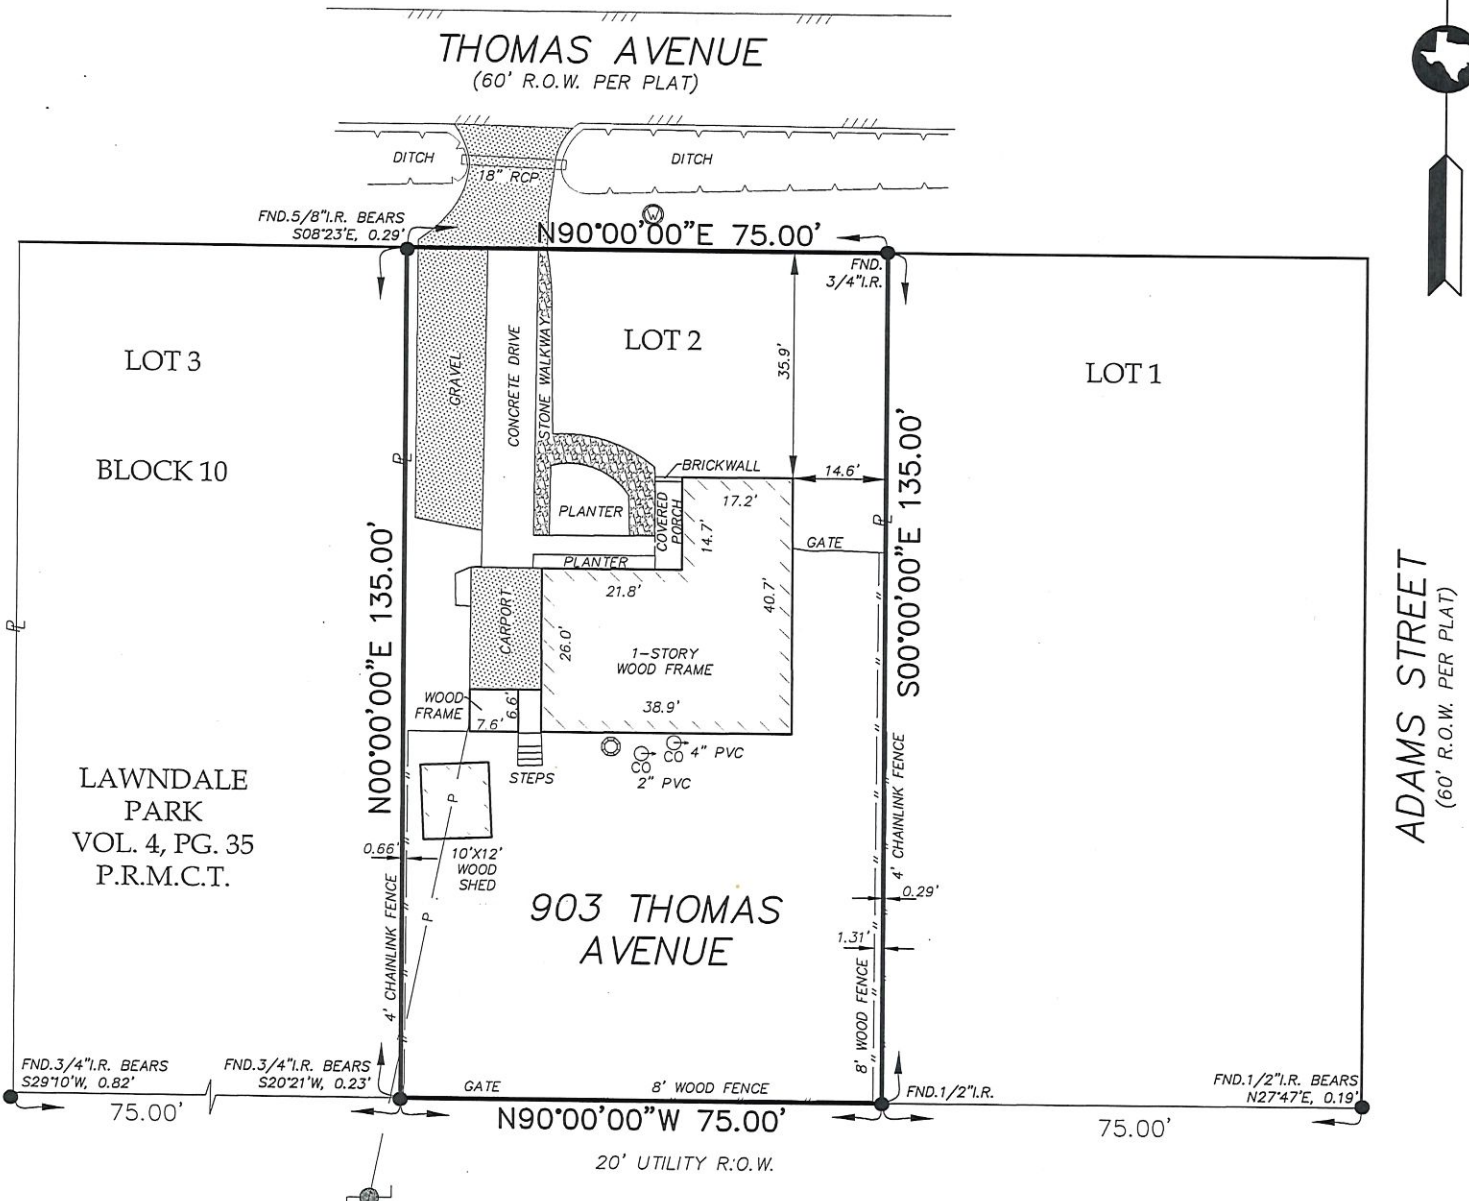 THOMAS AVENUE
(60' R.O.W. PER PLAT)
DITCH
DITCH
18" RCP
W
FND.5/8"I.R. BEARS
S08°23'E, 0.29'
N90°00'00"E 75.00'
FND.
3/4"I.R.
LOT 3
BLOCK 10
LOT 2
LOT 1
GRAVEL
CONCRETE DRIVE
STONE WALKWAY
35.9'
14.6'
BRICKWALL
17.2'
PLANTER
COVERED
PORCH
14.7'
GATE
PLANTER
21.8'
40.7'
CARPORT
26.0'
1-STORY
WOOD FRAME
38.9'
WOOD
FRAME
7.6'
6.6'
STEPS
CO
CO
4" PVC
2" PVC
PL
PL
PL
N00°00'00"E 135.00'
S00°00'00"E 135.00'
ADAMS STREET
(60' R.O.W. PER PLAT)
LAWNDALE
PARK
VOL. 4, PG. 35
P.R.M.C.T.
0.66'
P
P
10'X12'
WOOD
SHED
4' CHAINLINK FENCE
903 THOMAS
AVENUE
4' CHAINLINK FENCE
0.29'
1.31'
8' WOOD FENCE
FND.3/4"I.R. BEARS
S29°10'W, 0.82'
75.00'
FND.3/4"I.R. BEARS
S20°21'W, 0.23'
GATE
8' WOOD FENCE
N90°00'00"W 75.00'
FND.1/2"I.R.
FND.1/2"I.R. BEARS
N27°47'E, 0.19'
75.00'
20' UTILITY R.O.W.